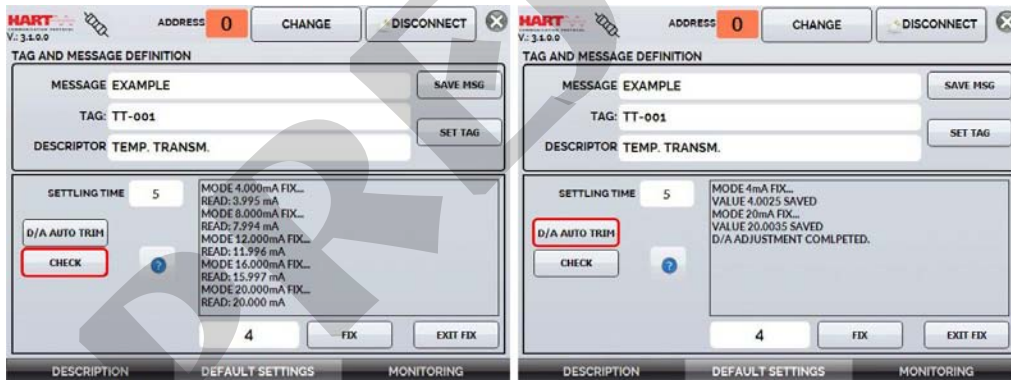 HART
COMMUNICATION PROTOCOL
V.: 3.1.0.0
ADDRESS 0 CHANGE DISCONNECT
TAG AND MESSAGE DEFINITION
MESSAGE EXAMPLE SAVE MSG
TAG: TT-001
SET TAG
DESCRIPTOR TEMP. TRANSM.
SETTLING TIME 5
D/A AUTO TRIM
CHECK
?
MODE 4.000mA FIX...
READ: 3.995 mA
MODE 8.000mA FIX...
READ: 7.994 mA
MODE 12.000mA FIX...
READ: 11.996 mA
MODE 16.000mA FIX...
READ: 15.997 mA
MODE 20.000mA FIX...
READ: 20.000 mA
4 FIX EXIT FIX
DESCRIPTION DEFAULT SETTINGS MONITORING
HART
COMMUNICATION PROTOCOL
V.: 3.1.0.0
ADDRESS 0 CHANGE DISCONNECT
TAG AND MESSAGE DEFINITION
MESSAGE EXAMPLE SAVE MSG
TAG: TT-001
SET TAG
DESCRIPTOR TEMP. TRANSM.
SETTLING TIME 5
D/A AUTO TRIM
CHECK
?
MODE 4mA FIX...
VALUE 4.0025 SAVED
MODE 20mA FIX...
VALUE 20.0035 SAVED
D/A ADJUSTMENT COMLPETED.
4 FIX EXIT FIX
DESCRIPTION DEFAULT SETTINGS MONITORING